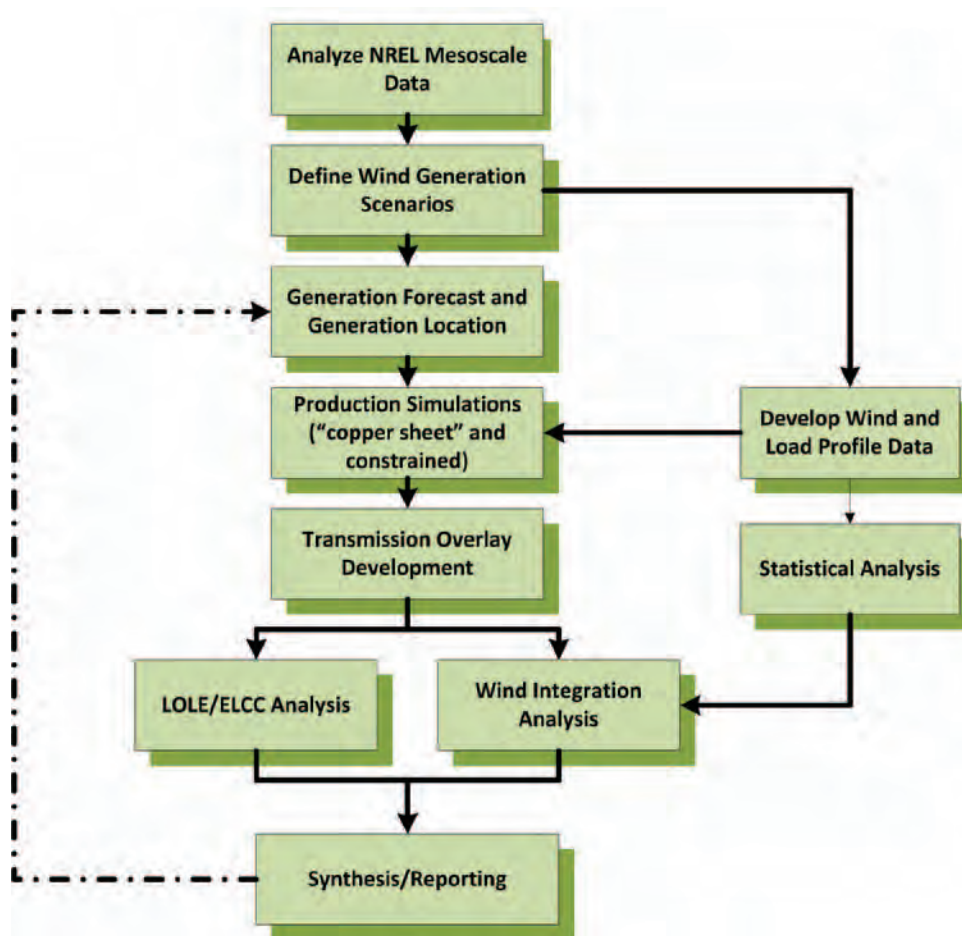 Analyze NREL Mesoscale
Data
Define Wind Generation
Scenarios
Generation Forecast and
Generation Location
Production Simulations
(“copper sheet” and
constrained)
Develop Wind and
Load Profile Data
Transmission Overlay
Development
Statistical Analysis
LOLE/ELCC Analysis
Wind Integration
Analysis
Synthesis/Reporting